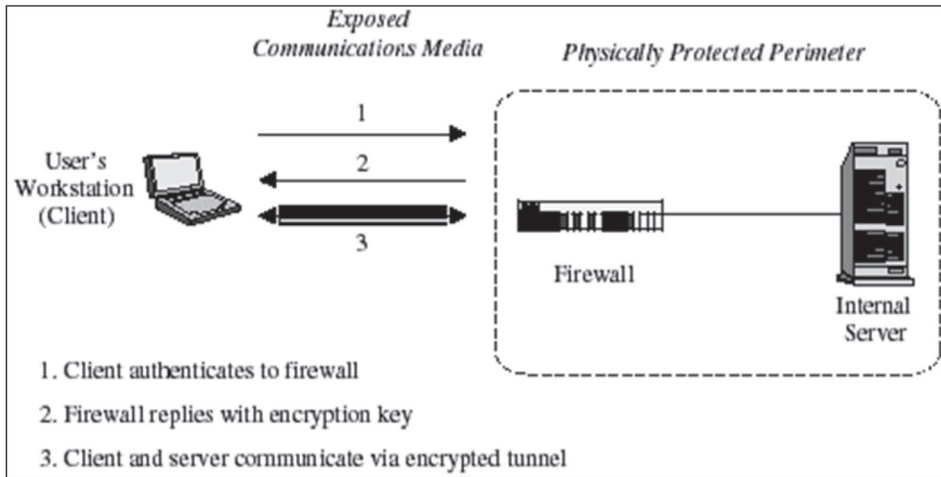 Exposed
Communications Media
Physically Protected Perimeter
1
User's
Workstation
(Client)
2
3
Firewall
Internal
Server
1. Client authenticates to firewall
2. Firewall replies with encryption key
3. Client and server communicate via encrypted tunnel